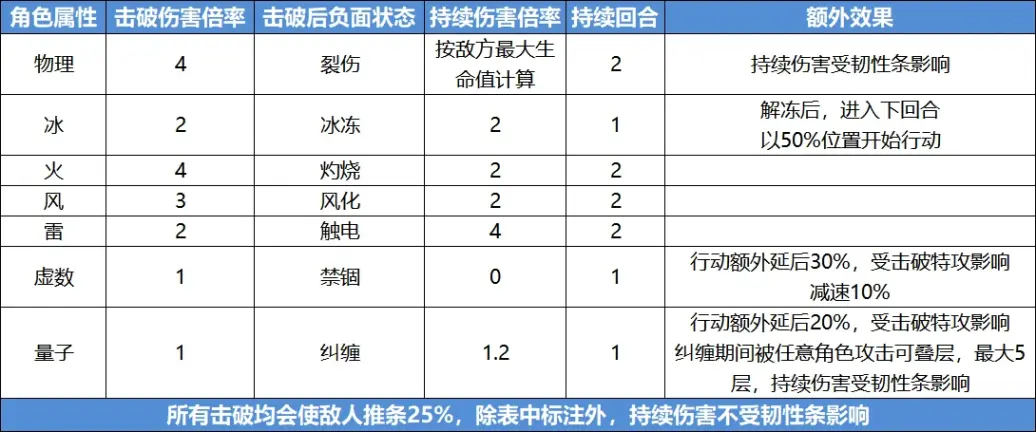 角色属性 击破伤害倍率 击破后负面状态 持续伤害倍率 持续回合 额外效果
物理 4 裂伤 按敌方最大生命值计算 2 持续伤害受韧性条影响
冰 2 冰冻 2 1 解冻后，进入下回合
以50%位置开始行动
火 4 灼烧 2 2
风 3 风化 2 2
雷 2 触电 4 2
虚数 1 禁锢 0 1 行动额外延后30%，受击破特攻影响
减速10%
量子 1 纠缠 1.2 1 行动额外延后20%，受击破特攻影响
纠缠期间被任意角色攻击可叠层，最大5
层，持续伤害受韧性条影响
所有击破均会使敌人推条25%，除表中标注外，持续伤害不受韧性条影响